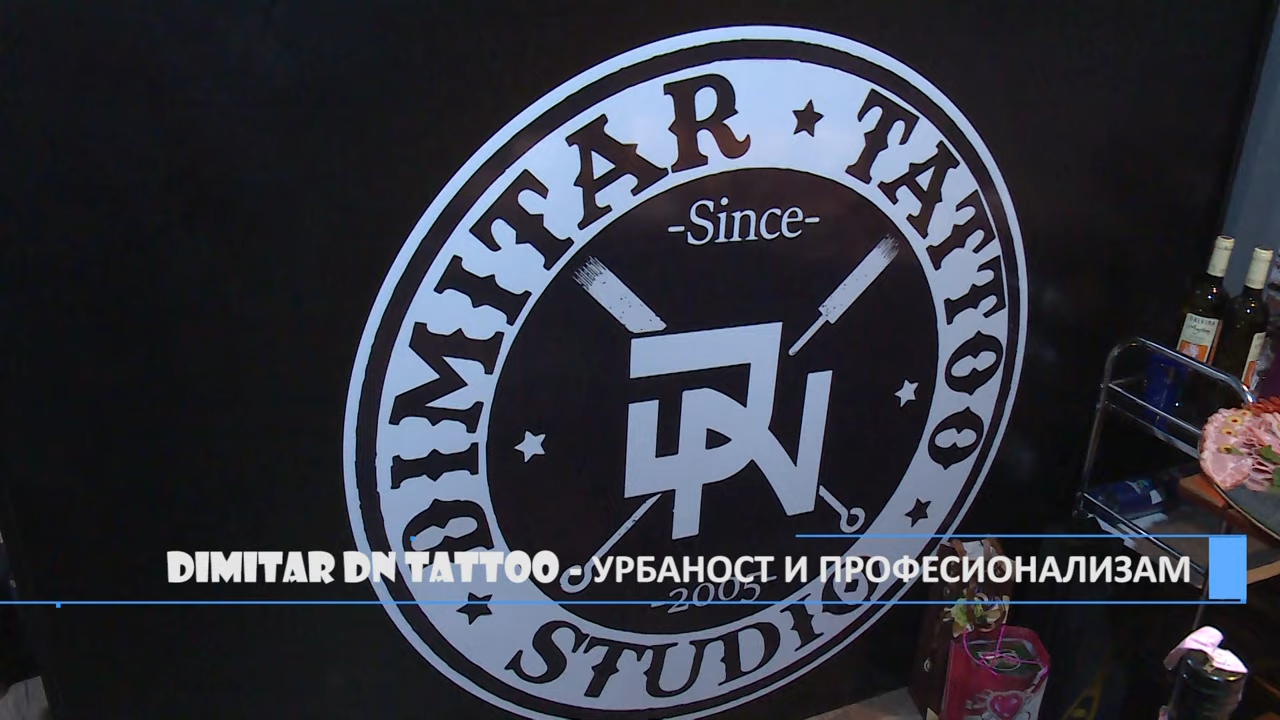 DIMITAR TATTOO
-Since-
DN
DIMITAR DN TATTOO - УРБАНОСТ И ПРОФЕСИОНАЛИЗАМ
-2005-
STUDIO